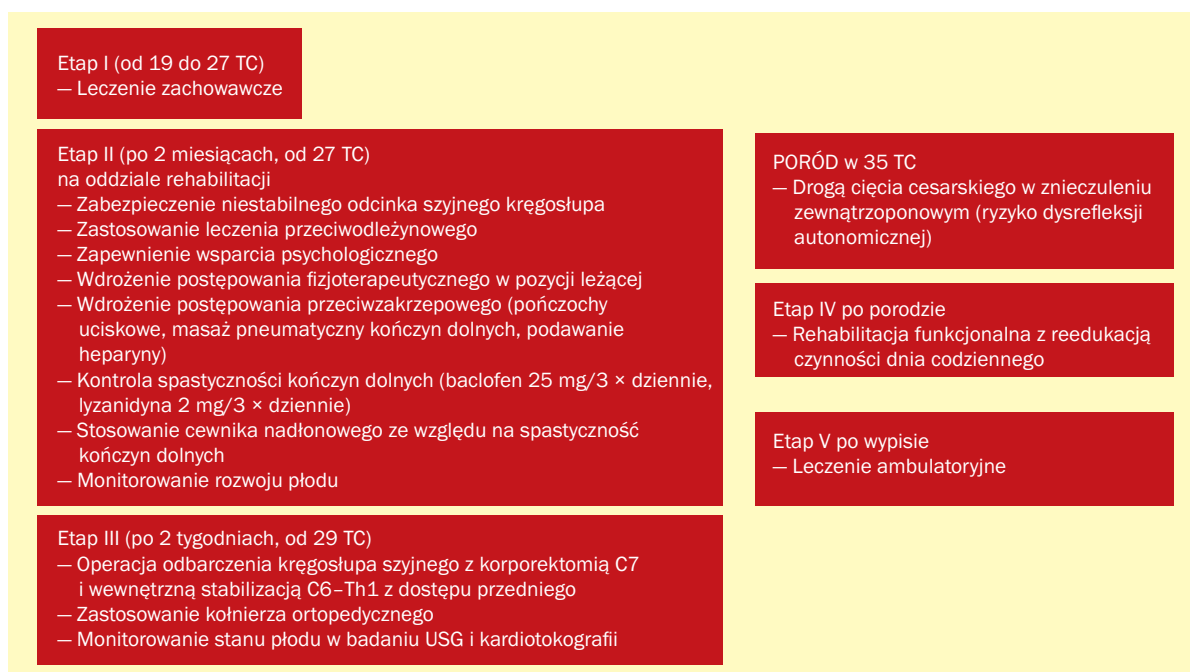 Etap I (od 19 do 27 TC)
— Leczenie zachowawcze
Etap II (po 2 miesiącach, od 27 TC)
na oddziale rehabilitacji
— Zabezpieczenie niestabilnego odcinka szyjnego kręgosłupa
— Zastosowanie leczenia przeciwodleżynowego
— Zapewnienie wsparcia psychologicznego
— Wdrożenie postępowania fizjoterapeutycznego w pozycji leżącej
— Wdrożenie postępowania przeciwzakrzepowego (pończochy
uciskowe, masaż pneumatyczny kończyn dolnych, podawanie
heparyny)
— Kontrola spastyczności kończyn dolnych (baclofen 25 mg/3 × dziennie,
lyzanidyna 2 mg/3 × dziennie)
— Stosowanie cewnika nadłonowego ze względu na spastyczność
kończyn dolnych
— Monitorowanie rozwoju płodu
Etap III (po 2 tygodniach, od 29 TC)
— Operacja odbarczenia kręgosłupa szyjnego z korporektomią C7
i wewnętrzną stabilizacją C6–Th1 z dostępu przedniego
— Zastosowanie kołnierza ortopedycznego
— Monitorowanie stanu płodu w badaniu USG i kardiotokografii
PORÓD w 35 TC
— Drogą cięcia cesarskiego w znieczuleniu
zewnątrzoponowym (ryzyko dysrefleksji
autonomicznej)
Etap IV po porodzie
— Rehabilitacja funkcjonalna z reedukacją
czynności dnia codziennego
Etap V po wypisie
— Leczenie ambulatoryjne